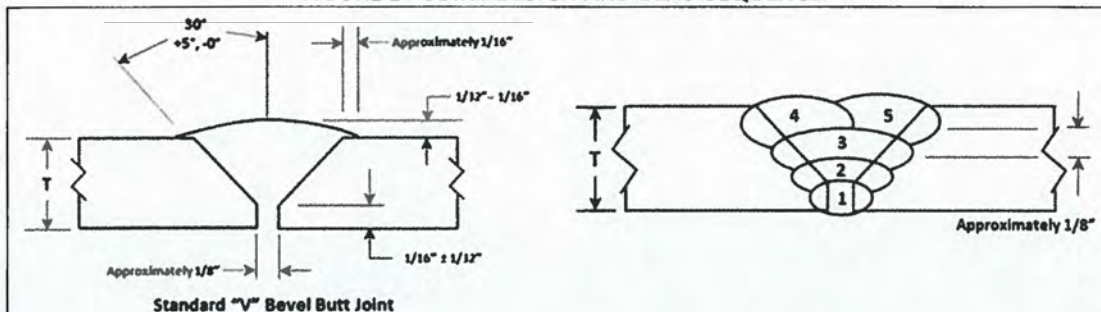 30°
+5°, -0°
Approximately 1/16"
1/32" - 1/16"
T
1/16" ± 1/32"
Approximately 1/8"
Standard "V" Bevel Butt Joint
4
5
3
2
1
T
Approximately 1/8"